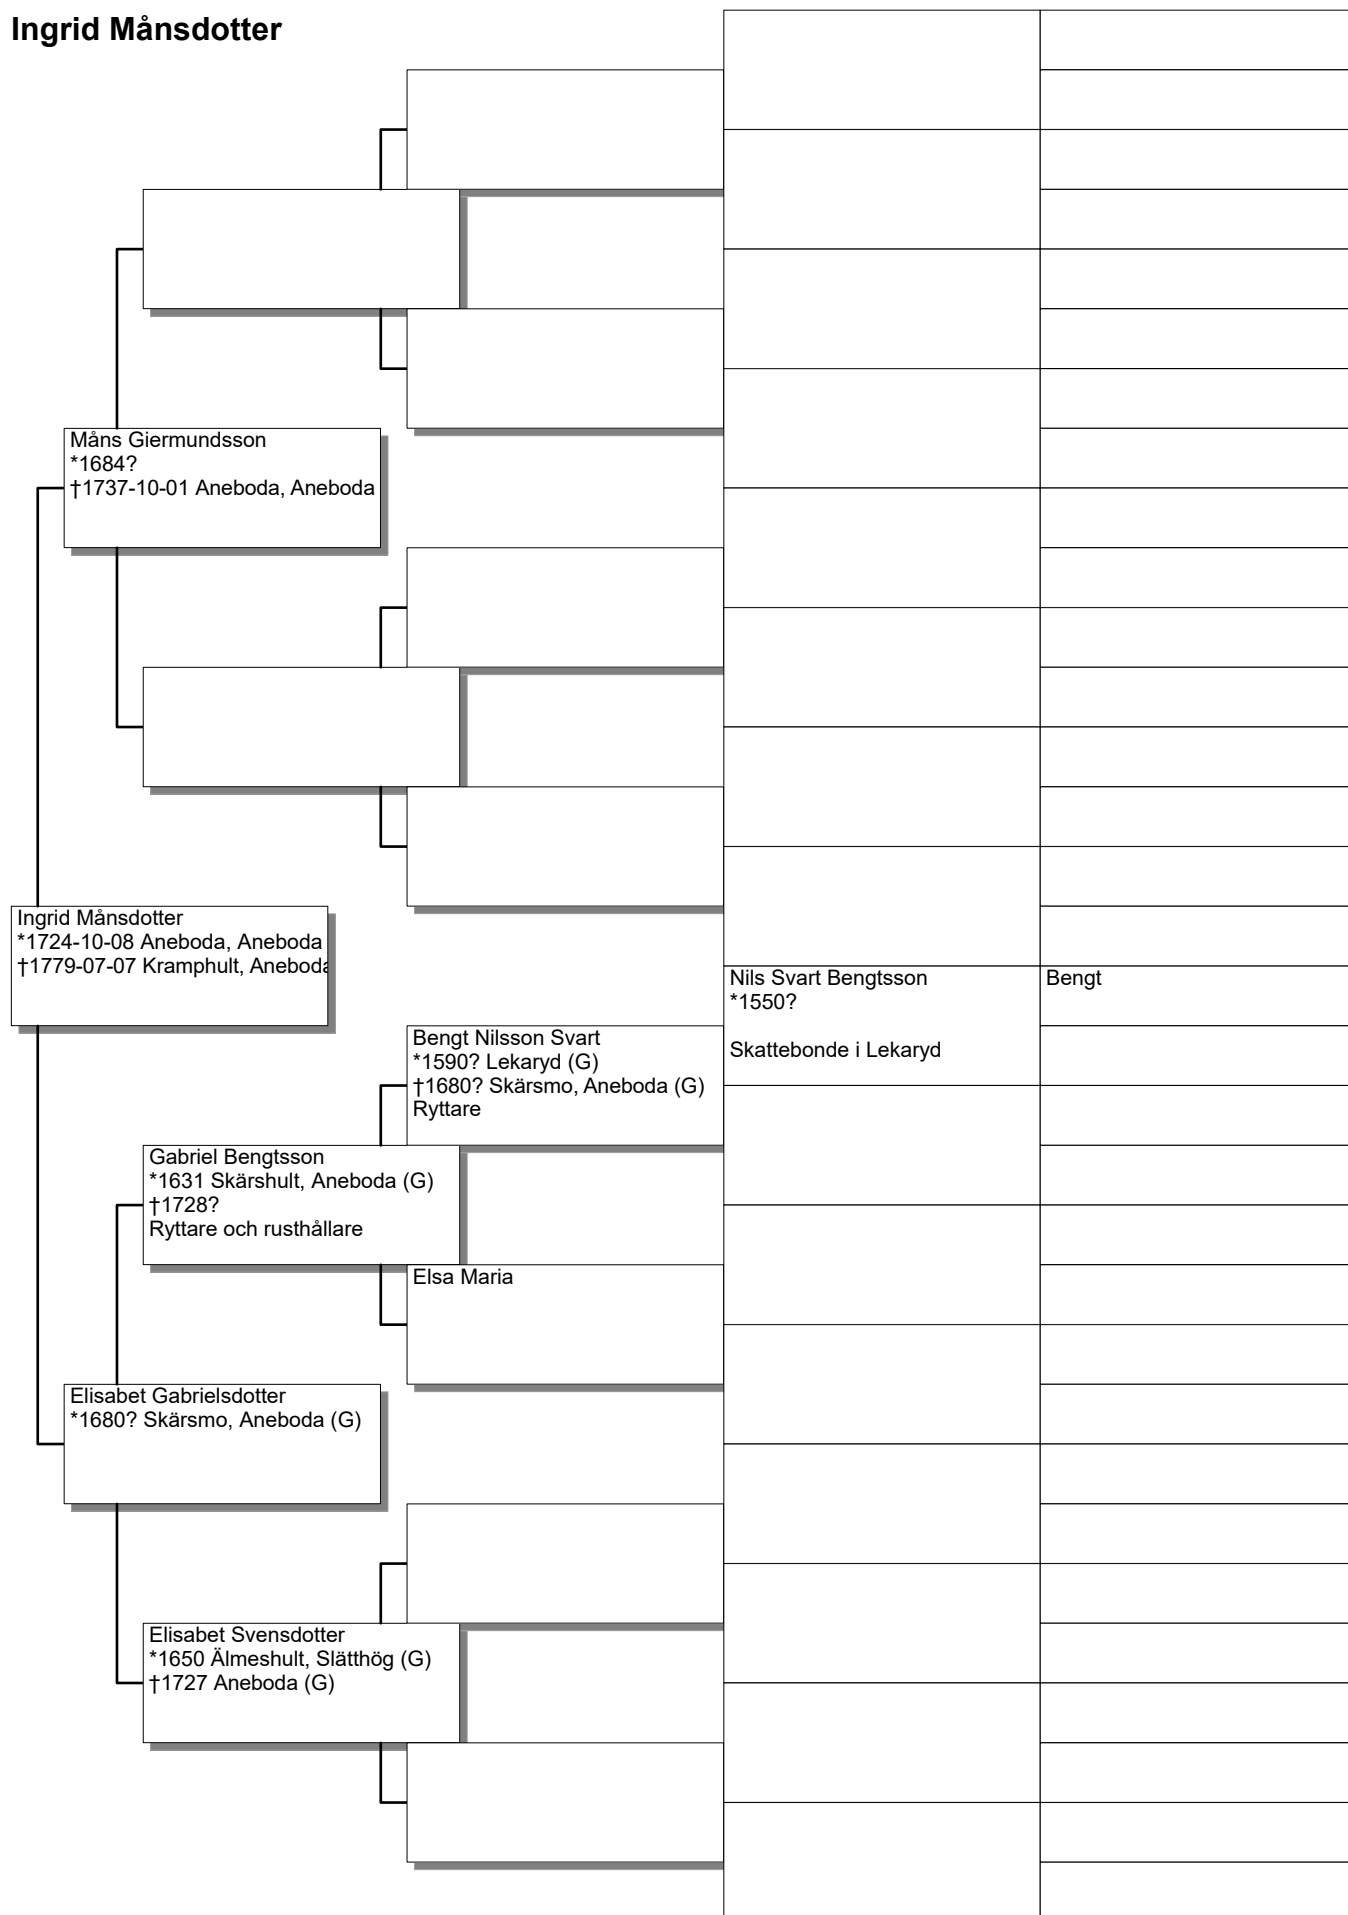 Ingrid Månsdotter
Måns Giermundsson
*1684?
†1737-10-01 Aneboda, Aneboda
Ingrid Månsdotter
*1724-10-08 Aneboda, Aneboda
†1779-07-07 Kramphult, Aneboda
Nils Svart Bengtsson
*1550?
Skattebonde i Lekaryd
Bengt
Bengt Nilsson Svart
*1590? Lekaryd (G)
†1680? Skärsmo, Aneboda (G)
Ryttare
Gabriel Bengtsson
*1631 Skärshult, Aneboda (G)
†1728?
Ryttare och rusthållare
Elsa Maria
Elisabet Gabrielsdotter
*1680? Skärsmo, Aneboda (G)
Elisabet Svensdotter
*1650 Älmeshult, Slätthög (G)
†1727 Aneboda (G)